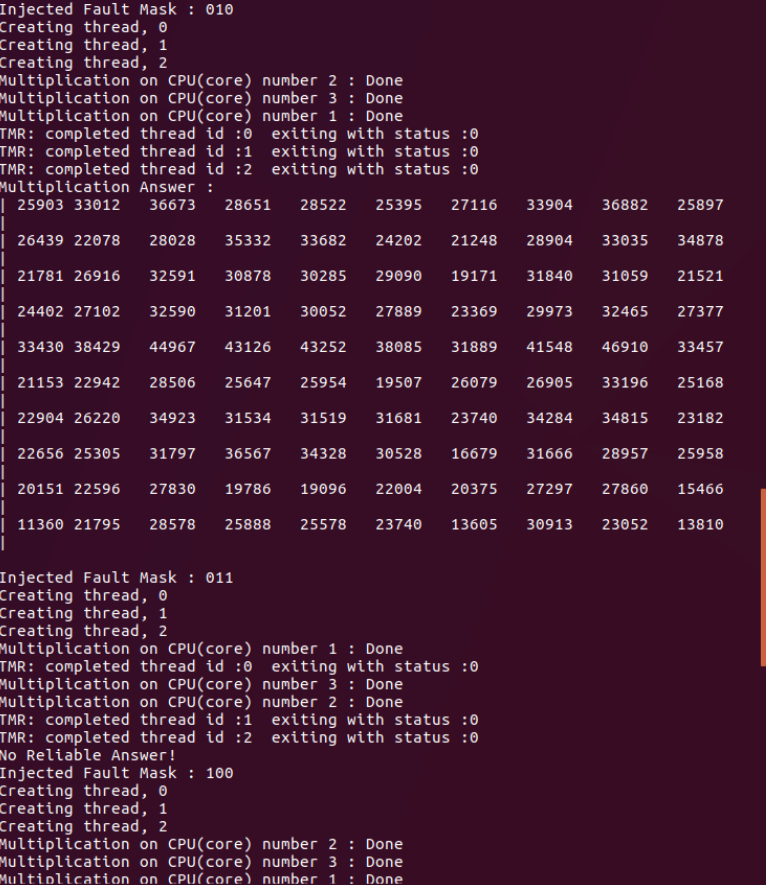 Injected Fault Mask : 010
Creating thread, 0
Creating thread, 1
Creating thread, 2
Multiplication on CPU(core) number 2 : Done
Multiplication on CPU(core) number 3 : Done
Multiplication on CPU(core) number 1 : Done
TMR: completed thread id :0  exiting with status :0
TMR: completed thread id :1  exiting with status :0
TMR: completed thread id :2  exiting with status :0
Multiplication Answer :
| 25903 33012   36673   28651   28522   25395   27116   33904   36882   25897
|
| 26439 22078   28028   35332   33682   24202   21248   28904   33035   34878
|
| 21781 26916   32591   30878   30285   29090   19171   31840   31059   21521
|
| 24402 27102   32590   31201   30052   27889   23369   29973   32465   27377
|
| 33430 38429   44967   43126   43252   38085   31889   41548   46910   33457
|
| 21153 22942   28506   25647   25954   19507   26079   26905   33196   25168
|
| 22904 26220   34923   31534   31519   31681   23740   34284   34815   23182
|
| 22656 25305   31797   36567   34328   30528   16679   31666   28957   25958
|
| 20151 22596   27830   19786   19096   22004   20375   27297   27860   15466
|
| 11360 21795   28578   25888   25578   23740   13605   30913   23052   13810
|
Injected Fault Mask : 011
Creating thread, 0
Creating thread, 1
Creating thread, 2
Multiplication on CPU(core) number 1 : Done
TMR: completed thread id :0  exiting with status :0
Multiplication on CPU(core) number 3 : Done
Multiplication on CPU(core) number 2 : Done
TMR: completed thread id :1  exiting with status :0
TMR: completed thread id :2  exiting with status :0
No Reliable Answer!
Injected Fault Mask : 100
Creating thread, 0
Creating thread, 1
Creating thread, 2
Multiplication on CPU(core) number 2 : Done
Multiplication on CPU(core) number 3 : Done
Multiplication on CPU(core) number 1 : Done